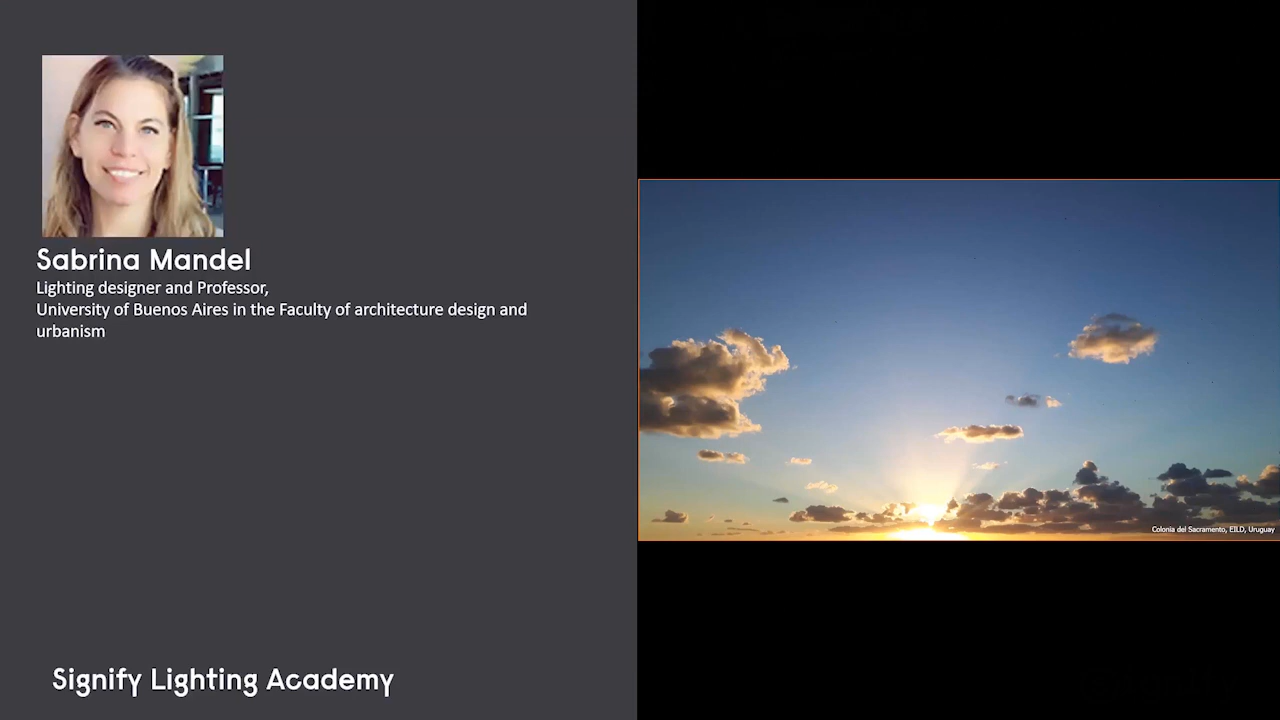 Sabrina Mandel
Lighting designer and Professor,
University of Buenos Aires in the Faculty of architecture design and
urbanism
Colonia del Sacramento, EILD, Uruguay
Signify Lighting Academy